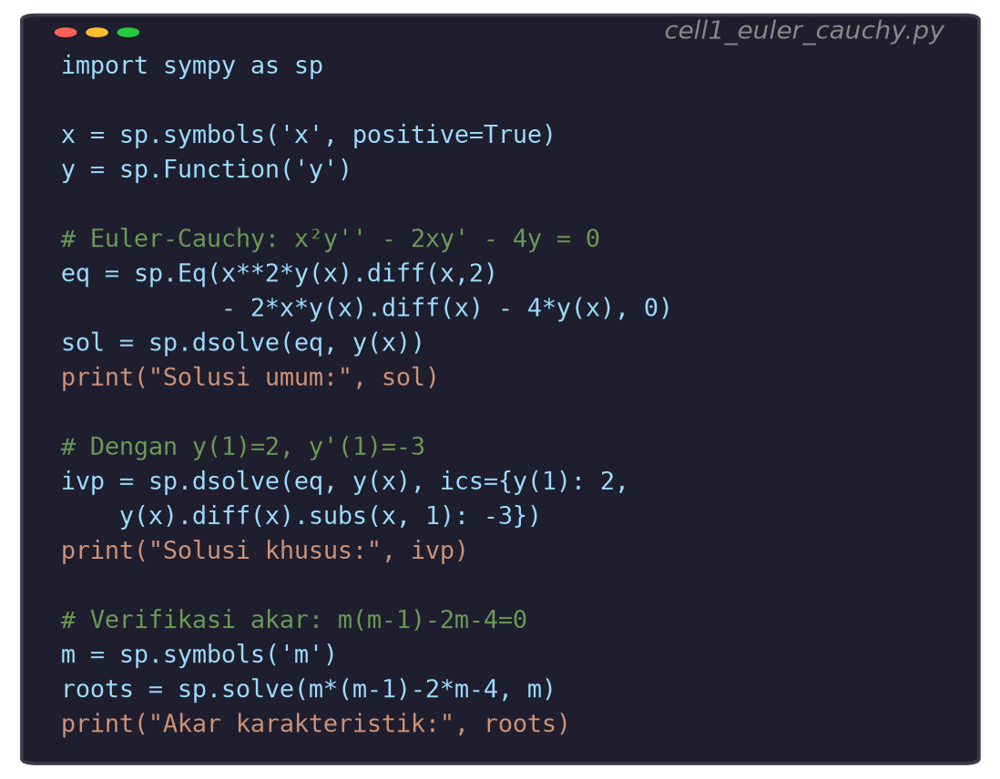 cell1_euler_cauchy.py
import sympy as sp
x = sp.symbols('x', positive=True)
y = sp.Function('y')
# Euler-Cauchy: x²y'' - 2xy' - 4y = 0
eq = sp.Eq(x**2*y(x).diff(x,2)
           - 2*x*y(x).diff(x) - 4*y(x), 0)
sol = sp.dsolve(eq, y(x))
print("Solusi umum:", sol)
# Dengan y(1)=2, y'(1)=-3
ivp = sp.dsolve(eq, y(x), ics={y(1): 2,
    y(x).diff(x).subs(x, 1): -3})
print("Solusi khusus:", ivp)
# Verifikasi akar: m(m-1)-2m-4=0
m = sp.symbols('m')
roots = sp.solve(m*(m-1)-2*m-4, m)
print("Akar karakteristik:", roots)